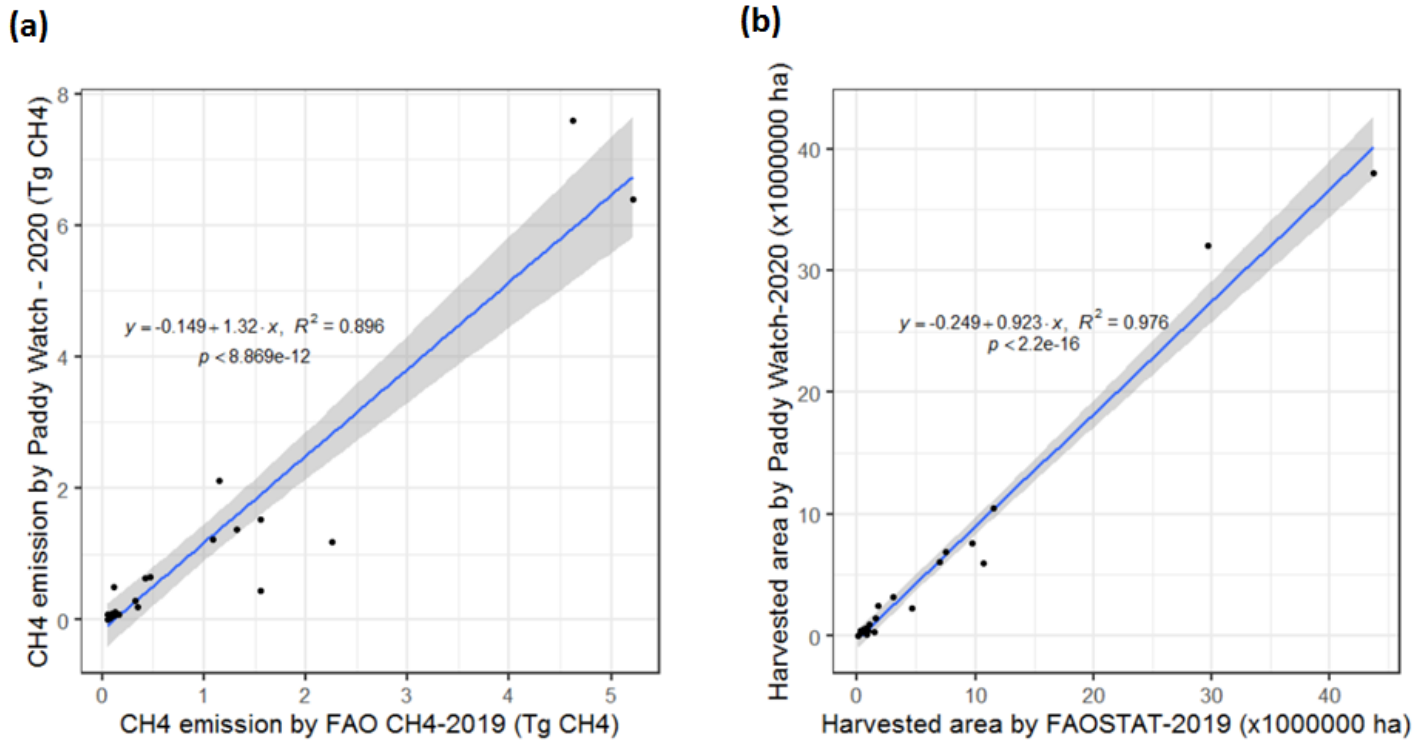 (a)
CH4 emission by Paddy Watch - 2020 (Tg CH4)
8
6
4
2
0
y = -0.149+1.32· x, R² = 0.896
p < 8.869e-12
0 1 2 3 4 5
CH4 emission by FAO CH4-2019 (Tg CH4)
(b)
Harvested area by Paddy Watch-2020 (x1000000 ha)
40
30
20
10
0
y = -0.249+0.923· x, R² = 0.976
p < 2.2e-16
0 10 20 30 40
Harvested area by FAOSTAT-2019 (x1000000 ha)